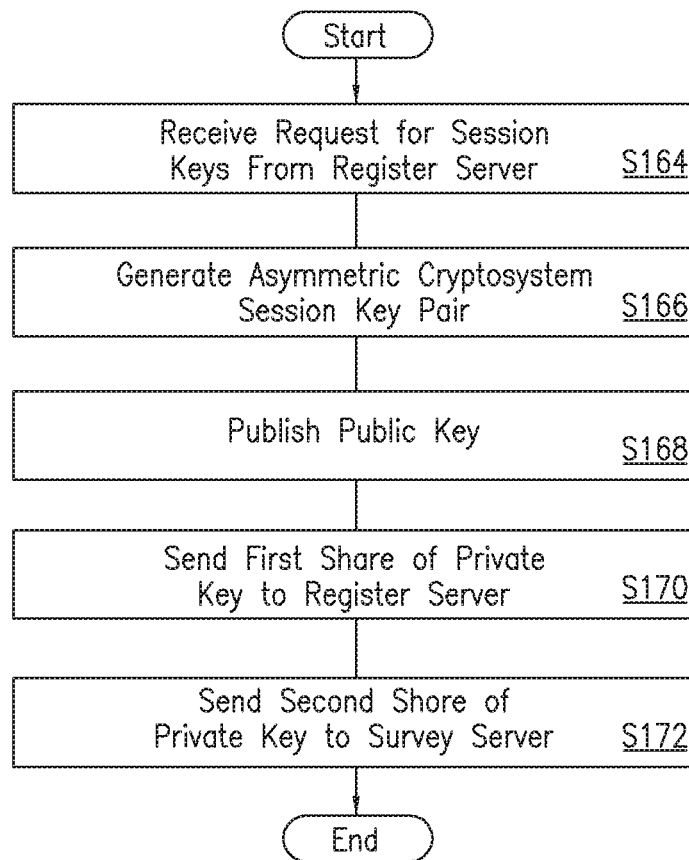 Start
Receive Request for Session
Keys From Register Server
S164
Generate Asymmetric Cryptosystem
Session Key Pair
S166
Publish Public Key
S168
Send First Share of Private
Key to Register Server
S170
Send Second Shore of
Private Key to Survey Server
S172
End